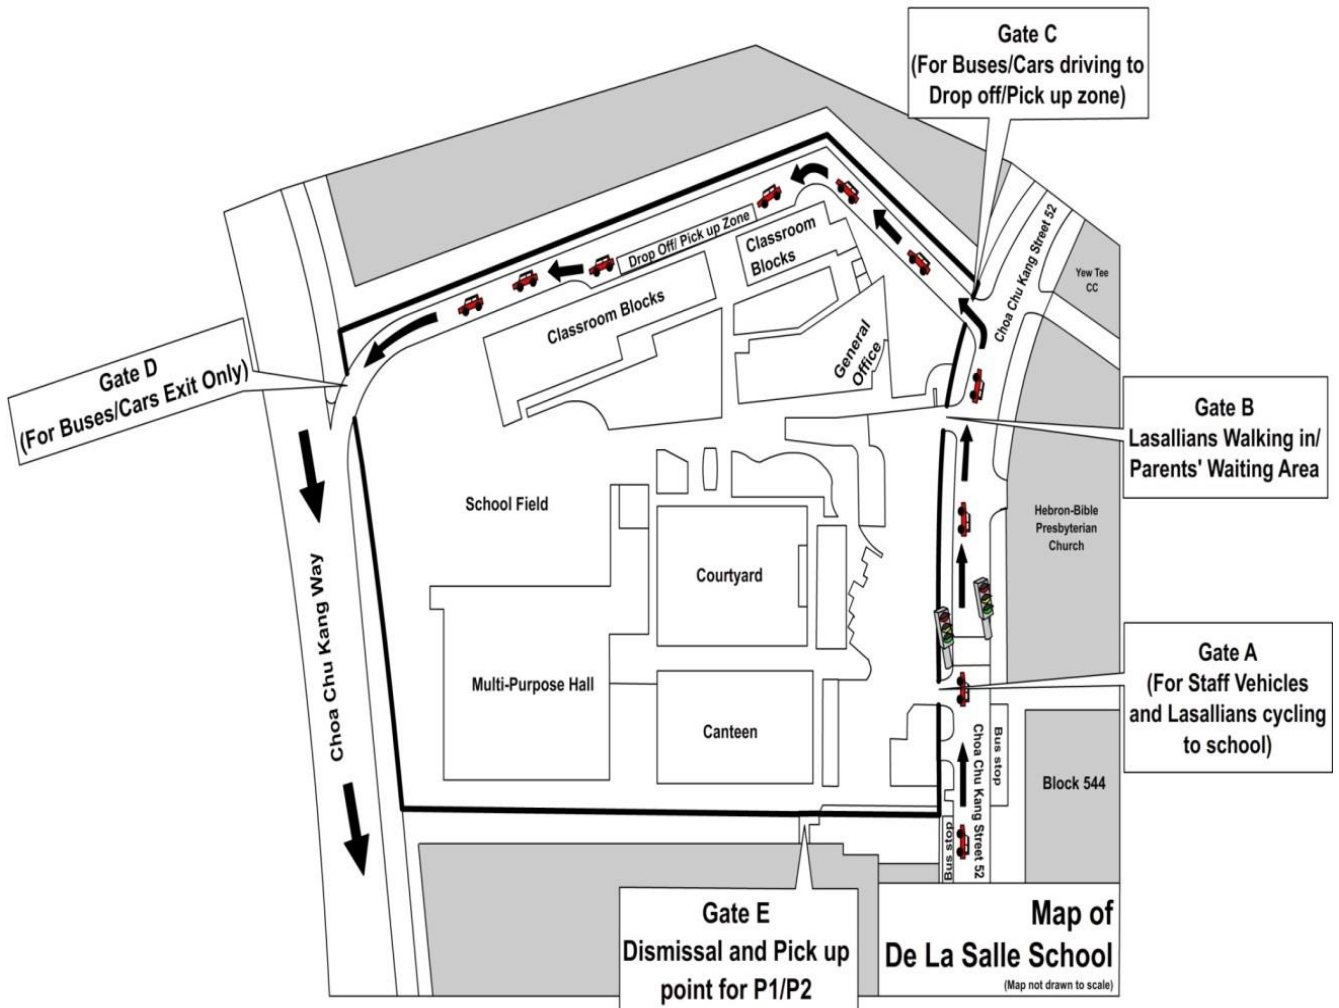 Gate C
(For Buses/Cars driving to
Drop off/Pick up zone)
Choa Chu Kang Street 52
Yew Tee
CC
Drop Off/ Pick up Zone
Classroom
Blocks
Classroom Blocks
General
Office
Gate D
(For Buses/Cars Exit Only)
Gate B
Lasallians Walking in/
Parents' Waiting Area
School Field
Hebron-Bible
Presbyterian
Church
Courtyard
Choa Chu Kang Way
Multi-Purpose Hall
Canteen
Gate A
(For Staff Vehicles
and Lasallians cycling
to school)
Bus stop
Choa Chu Kang Street 52
Block 544
Bus stop
Gate E
Dismissal and Pick up
point for P1/P2
Map of
De La Salle School
(Map not drawn to scale)